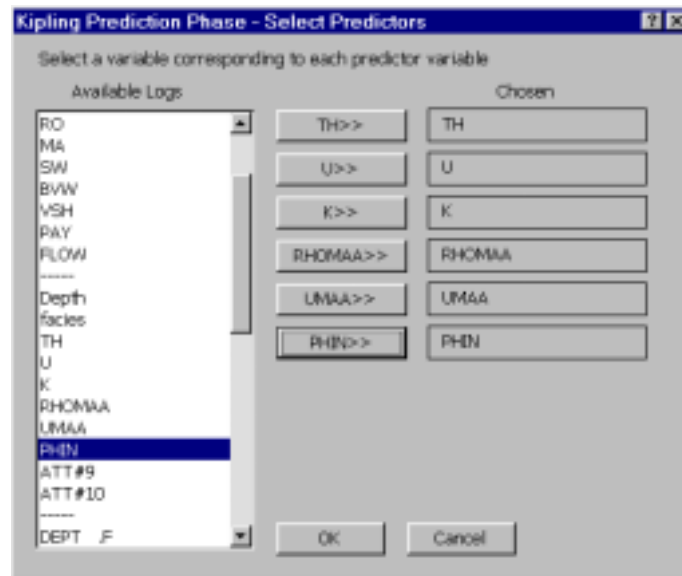 Kipling Prediction Phase - Select Predictors
Select a variable corresponding to each predictor variable
Available Logs
Chosen
RO
MA
SW
BVW
VSH
PAY
FLOW
-----
Depth
facies
TH
U
K
RHOMAA
UMAA
PHIN
ATT#9
ATT#10
-----
DEPT .F
TH>>
TH
U>>
U
K>>
K
RHOMAA>>
RHOMAA
UMAA>>
UMAA
PHIN>>
PHIN
OK
Cancel